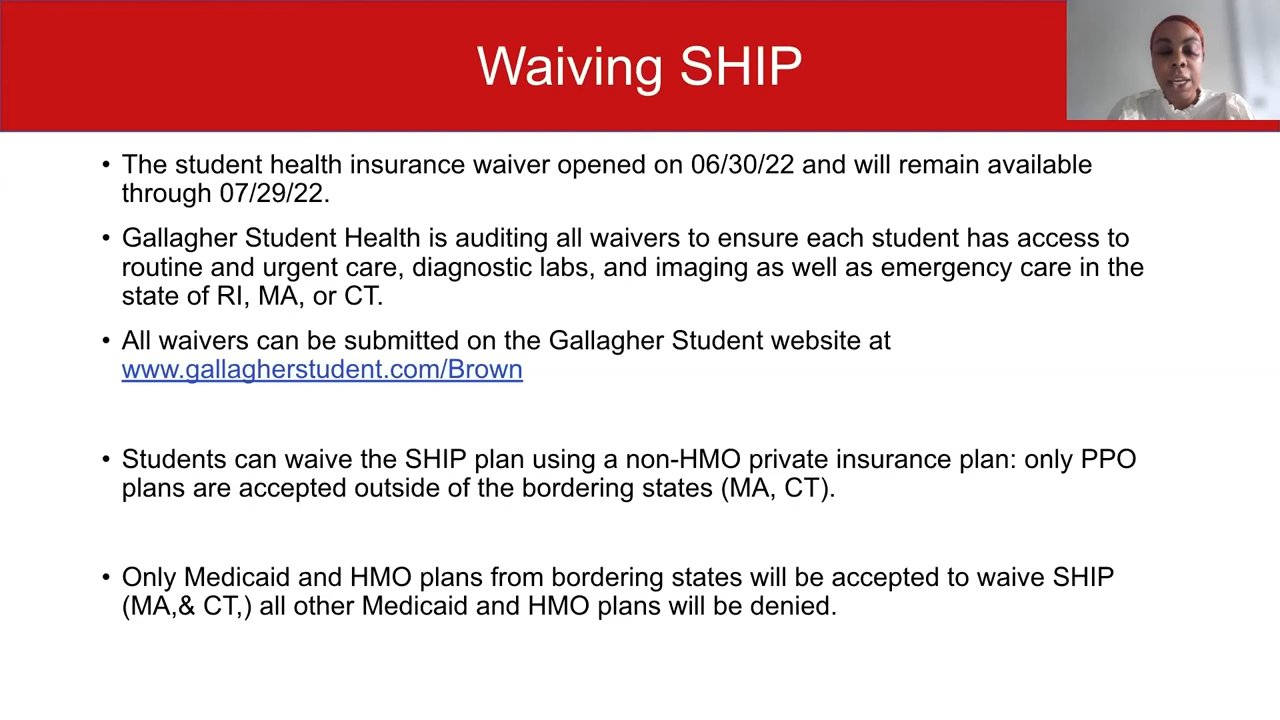 Waiving SHIP
• The student health insurance waiver opened on 06/30/22 and will remain available
through 07/29/22.
• Gallagher Student Health is auditing all waivers to ensure each student has access to
routine and urgent care, diagnostic labs, and imaging as well as emergency care in the
state of RI, MA, or CT.
• All waivers can be submitted on the Gallagher Student website at
www.gallagherstudent.com/Brown
• Students can waive the SHIP plan using a non-HMO private insurance plan: only PPO
plans are accepted outside of the bordering states (MA, CT).
• Only Medicaid and HMO plans from bordering states will be accepted to waive SHIP
(MA,& CT,) all other Medicaid and HMO plans will be denied.